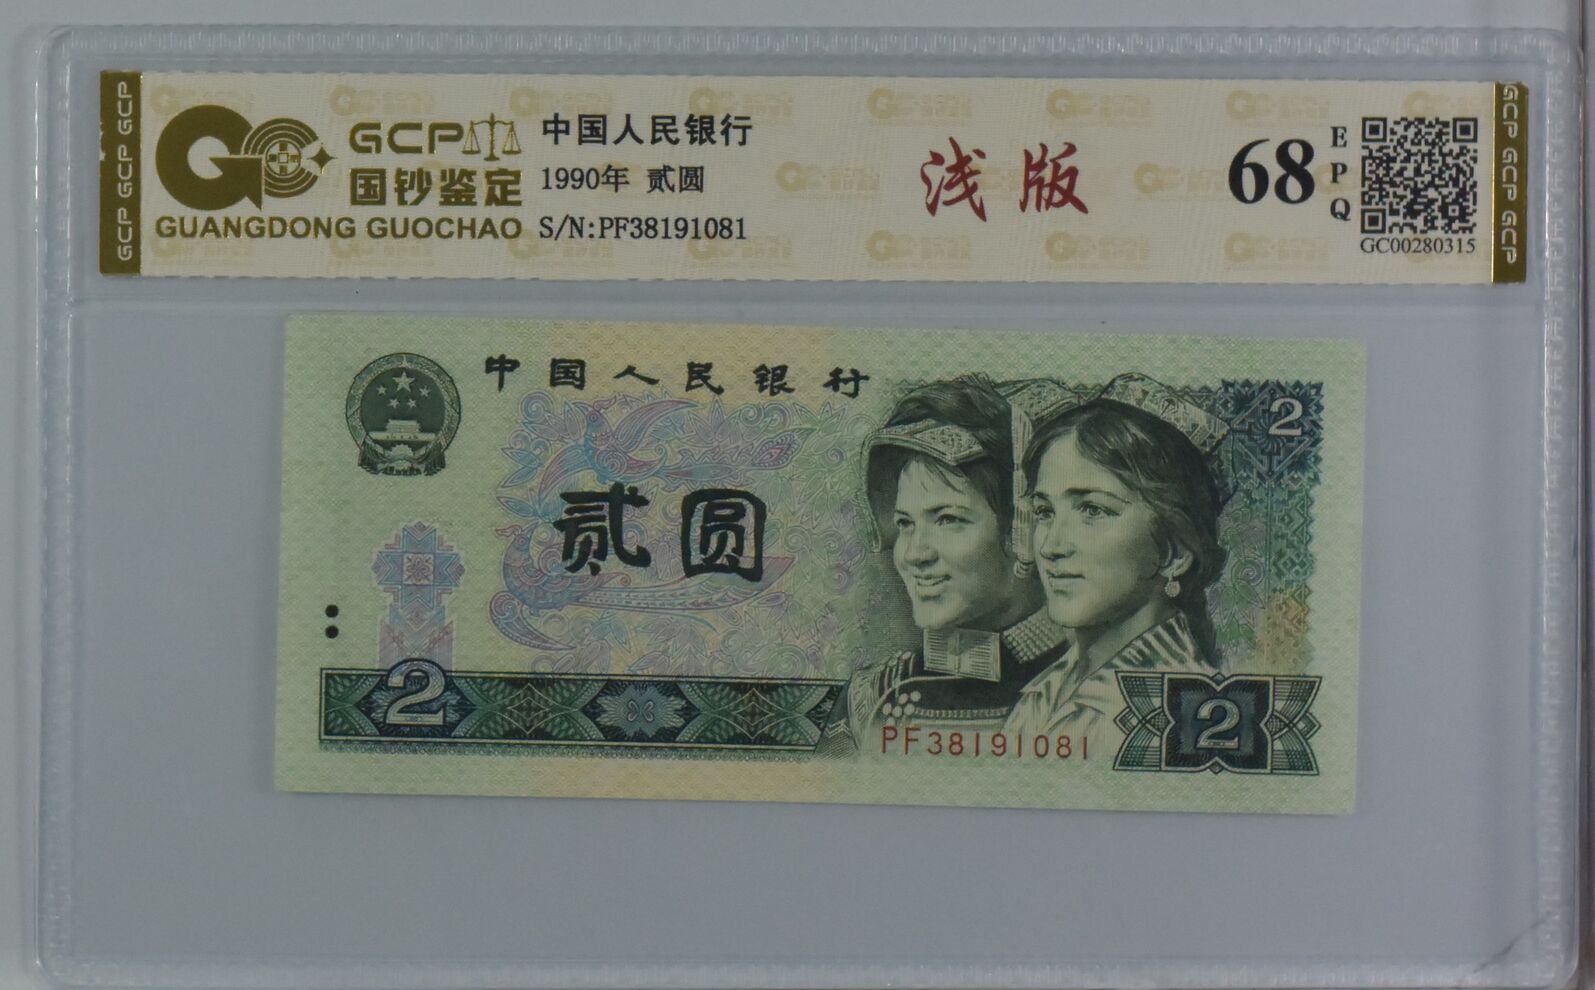 GCP GCP GCP
GCP
国钞鉴定
GUANGDONG GUOCHAO
中国人民银行
1990年 贰圆
S/N:PF38191081
浅版
68
EPQ
GC00280315
GCP GCP GCP
中国人民银行
贰圆
2
2
2
PF38191081